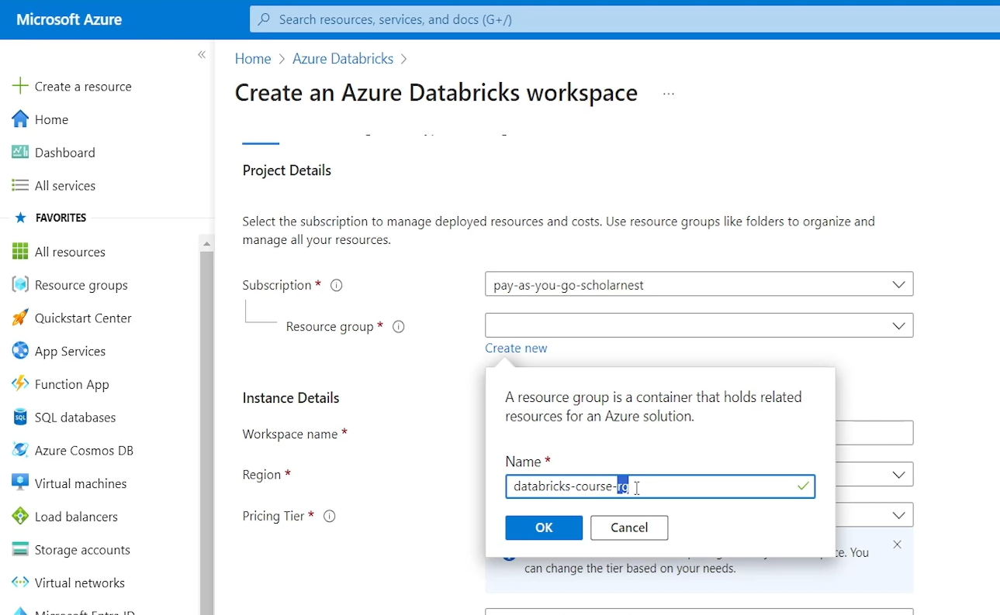 Microsoft Azure
Search resources, services, and docs (G+/)
«
Create a resource
Home
Dashboard
All services
FAVORITES
All resources
Resource groups
Quickstart Center
App Services
Function App
SQL databases
Azure Cosmos DB
Virtual machines
Load balancers
Storage accounts
Virtual networks
Microsoft Entra ID
Home > Azure Databricks >
Create an Azure Databricks workspace ...
Project Details
Select the subscription to manage deployed resources and costs. Use resource groups like folders to organize and
manage all your resources.
Subscription *
pay-as-you-go-scholarnest
Resource group *
Create new
A resource group is a container that holds related
resources for an Azure solution.
Name *
databricks-course-rg
OK
Cancel
Instance Details
Workspace name *
Region *
Pricing Tier *
You
can change the tier based on your needs.